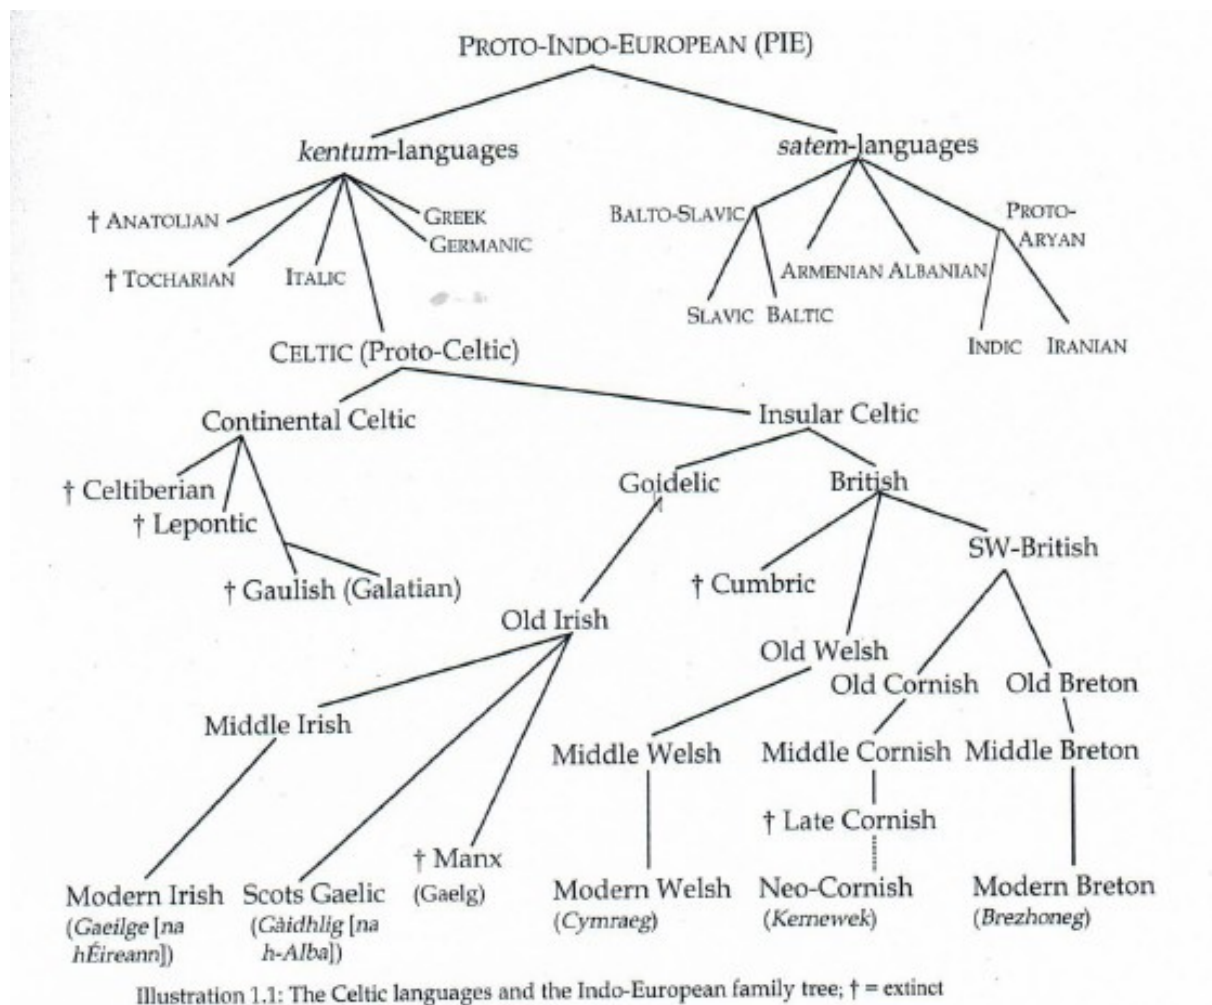 PROTO-INDO-EUROPEAN (PIE)
kentum-languages
satem-languages
† ANATOLIAN
GREEK
GERMANIC
† TOCHARIAN
ITALIC
BALTO-SLAVIC
PROTO-
ARYAN
ARMENIAN ALBANIAN
SLAVIC BALTIC
INDIC IRANIAN
CELTIC (Proto-Celtic)
Continental Celtic
Insular Celtic
† Celtiberian
† Lepontic
† Gaulish (Galatian)
Goidelic
British
SW-British
† Cumbric
Old Irish
Old Welsh
Old Cornish
Old Breton
Middle Irish
Middle Welsh
Middle Cornish
Middle Breton
† Late Cornish
† Manx
(Gaelg)
Modern Irish
(Gaeilge [na
hÉireann])
Scots Gaelic
(Gàidhlig [na
h-Alba])
Modern Welsh
(Cymraeg)
Neo-Cornish
(Kernewek)
Modern Breton
(Brezhoneg)
Illustration 1.1: The Celtic languages and the Indo-European family tree; † = extinct